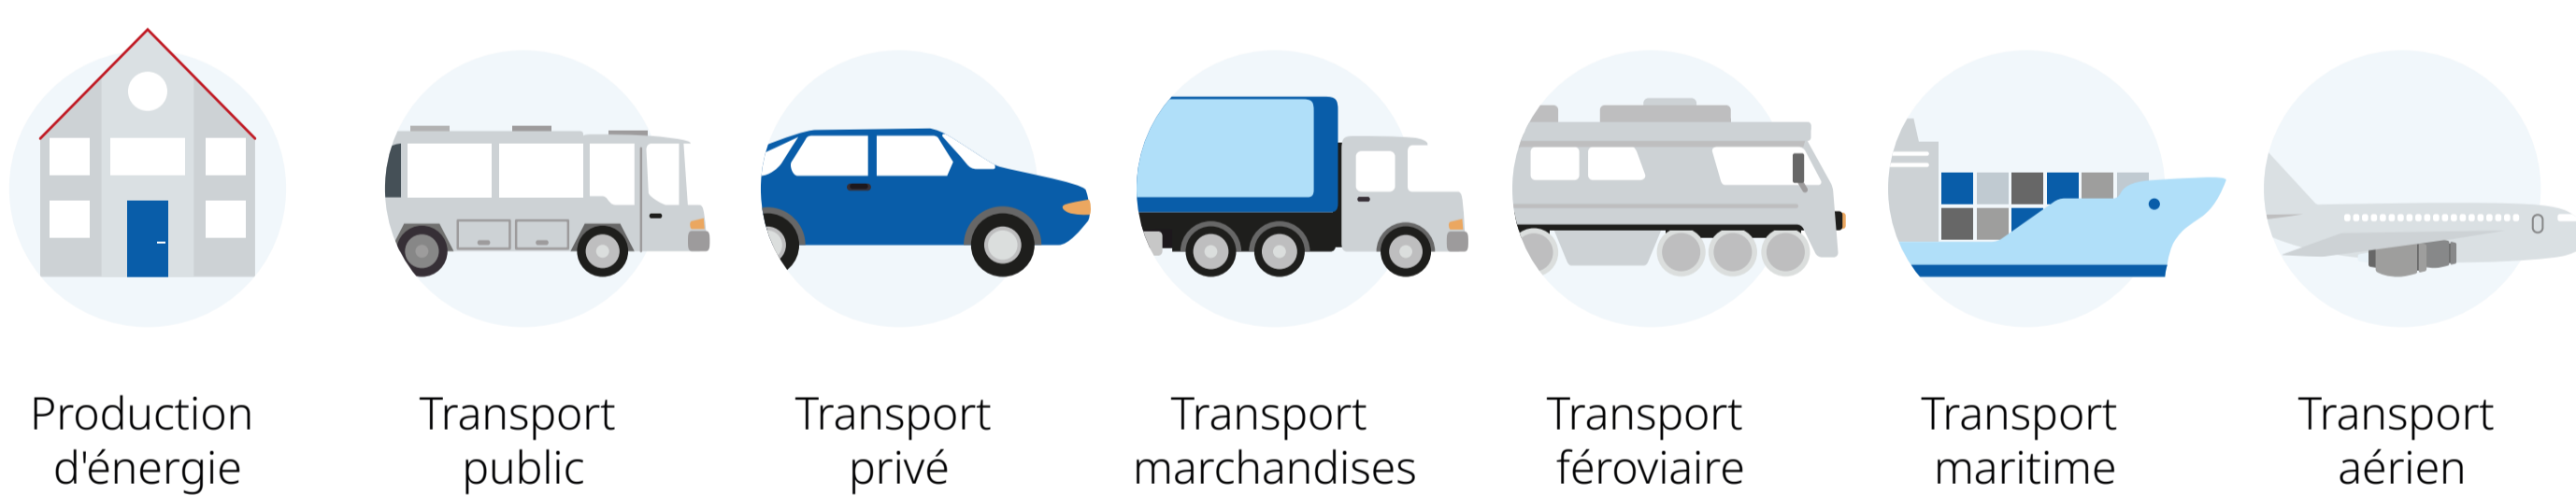 Production
d'énergie
Transport
public
Transport
privé
Transport
marchandises
Transport
féroviaire
Transport
maritime
Transport
aérien